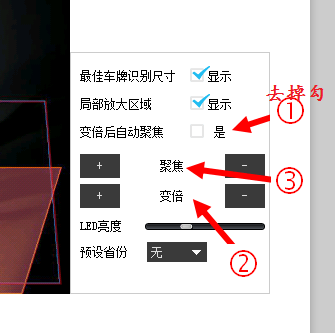 最佳车牌识别尺寸 显示
局部放大区域 显示
去掉勾
变倍后自动聚焦 是 ①
+ 聚焦 -
③
+ 变倍 -
LED亮度
②
预设省份 无